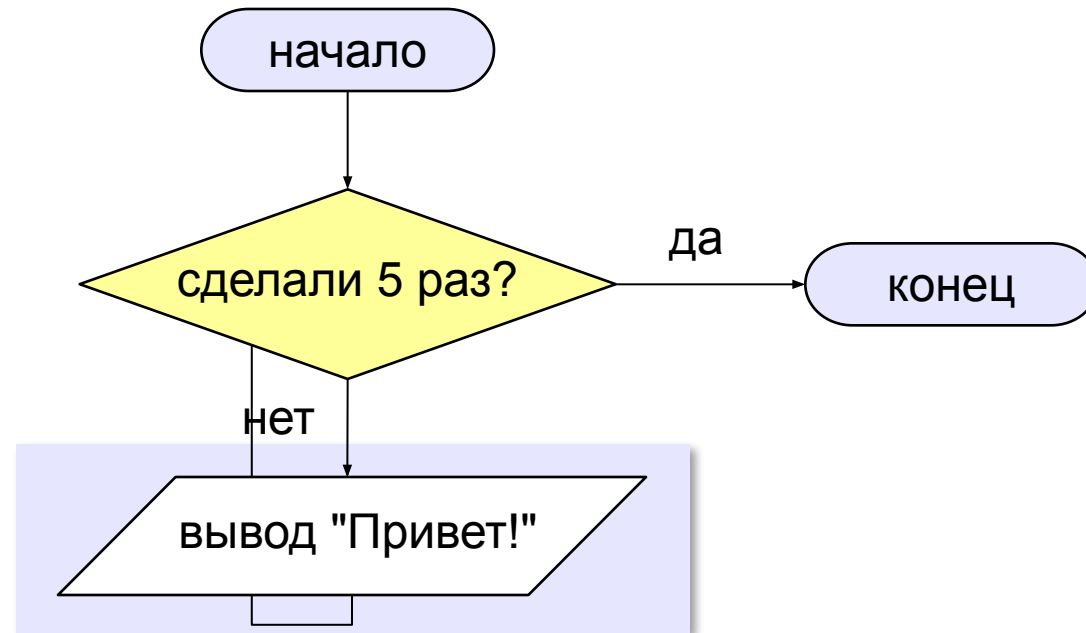 начало
сделали 5 раз?
да
конец
нет
вывод "Привет!"